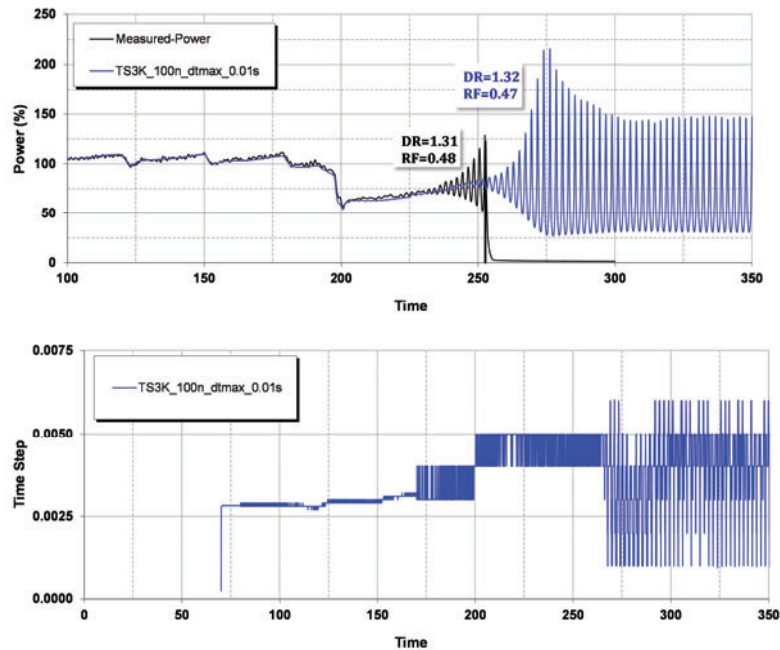 250
Measured-Power
TS3K_100n_dtmax_0.01s
200
DR=1.32
RF=0.47
150
DR=1.31
RF=0.48
100
50
0
Power (%)
100 150 200 250 300 350
Time
0.0075
TS3K_100n_dtmax_0.01s
0.0050
0.0025
0.0000
Time Step
0 50 100 150 200 250 300 350
Time